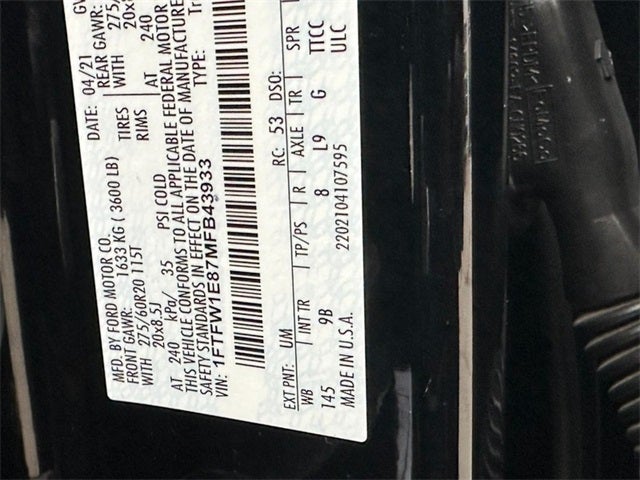 MFD. BY FORD MOTOR CO.
DATE: 04/21
FRONT GAWR: 1633 KG ( 3600 LB)
REAR GAWR:
WITH 275/60R20 115T TIRES WITH
20x8.5J RIMS
AT 240 kPa/ 35 PSI COLD AT 240
THIS VEHICLE CONFORMS TO ALL APPLICABLE FEDERAL MOTOR
SAFETY STANDARDS IN EFFECT ON THE DATE OF MANUFACTURE
VIN: 1FTFW1E87MFB43933 TYPE:
EXT PNT: UM RC: 53 DSO:
WB INT TR TP/PS R AXLE TR SPR
145 9B 8 L9 G TTCC
MADE IN U.S.A. 2202104107595 ULC